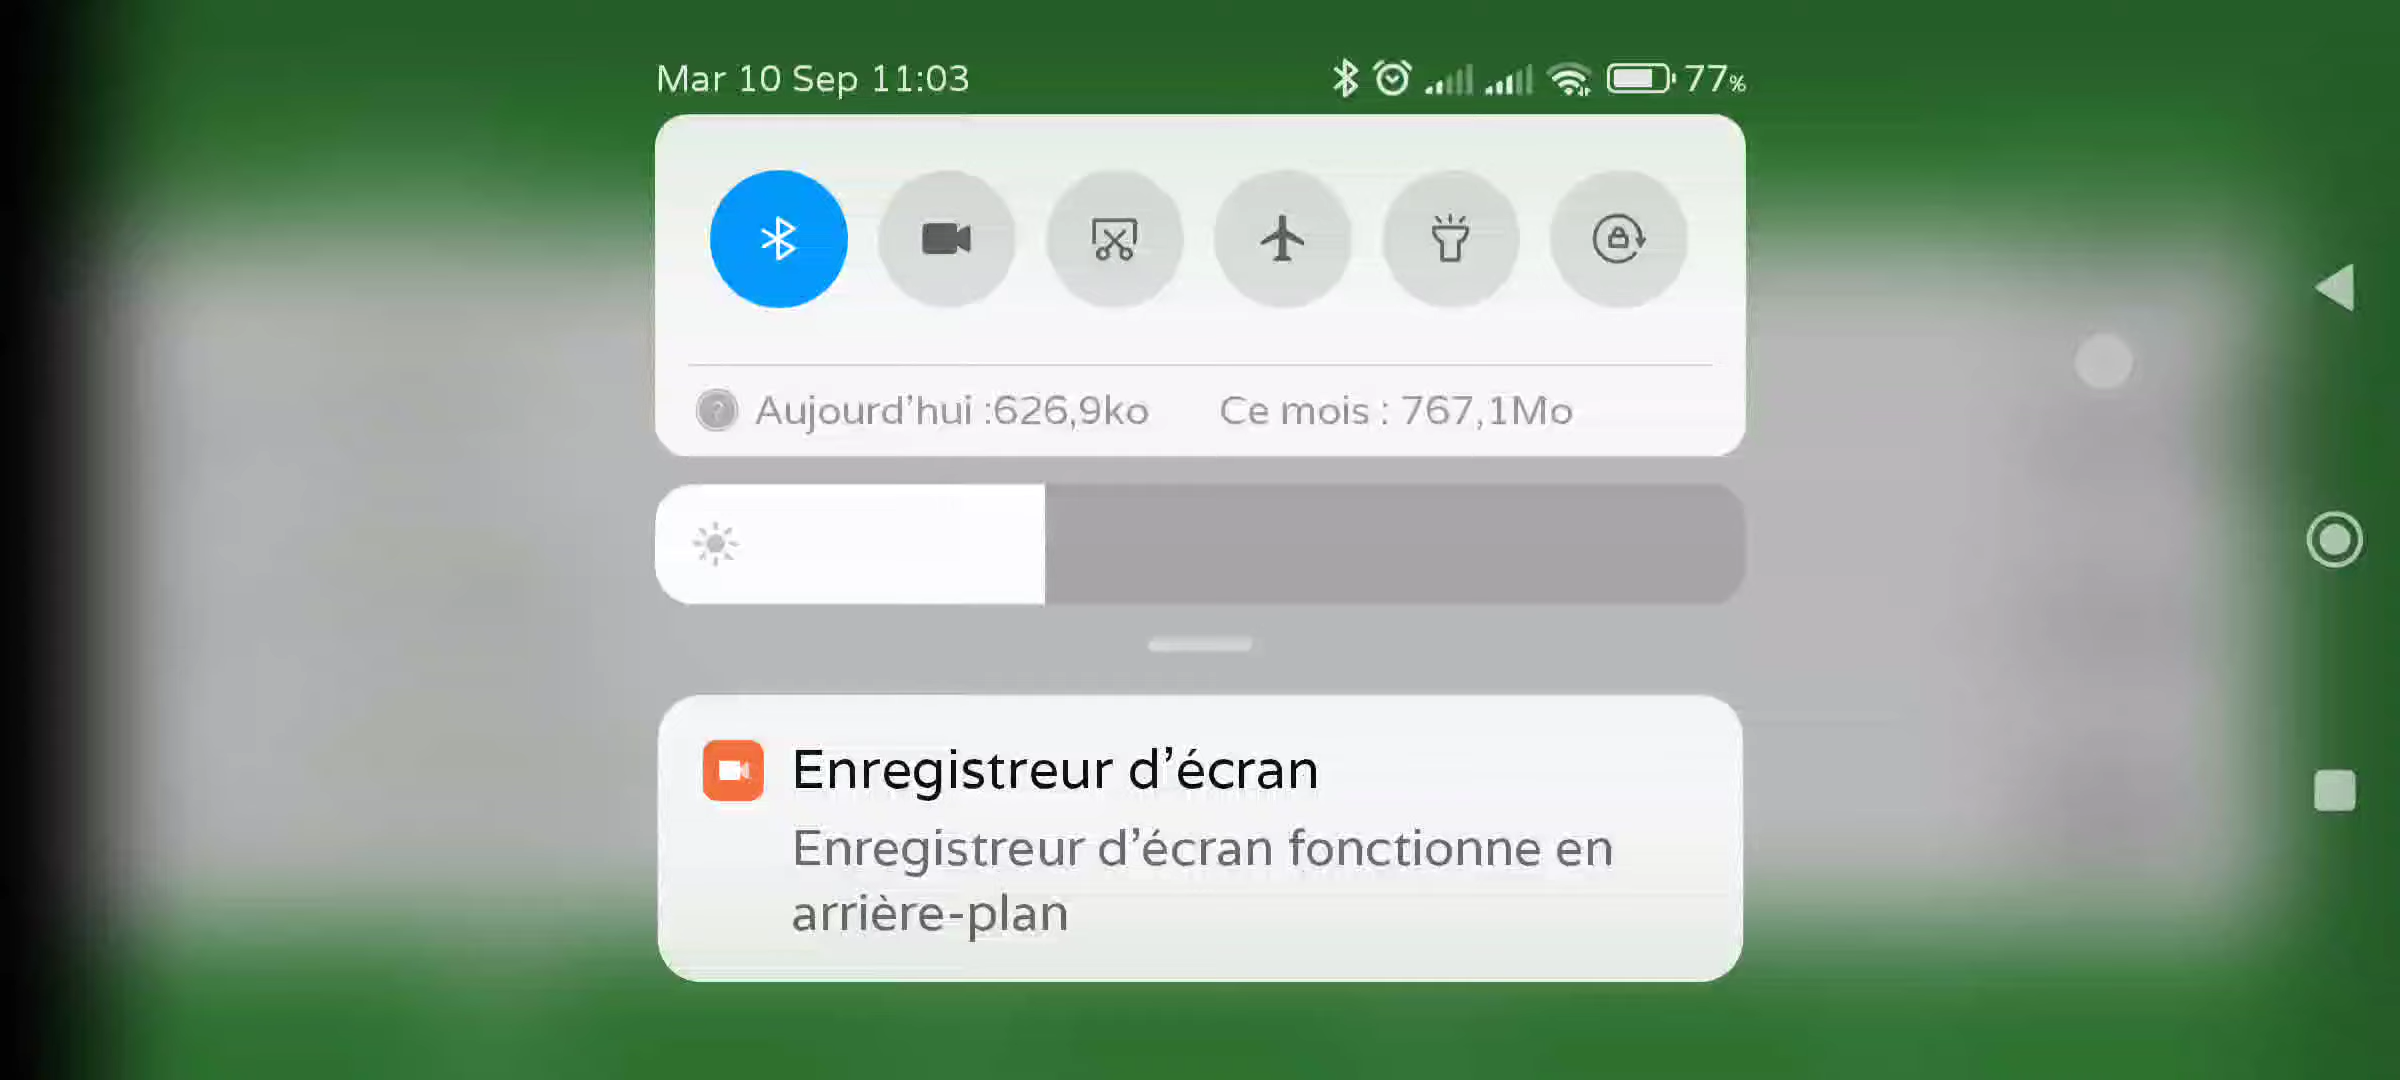 Mar 10 Sep 11:03 77%
Aujourd’hui :626,9ko Ce mois : 767,1Mo
Enregistreur d’écran
Enregistreur d’écran fonctionne en
arrière-plan